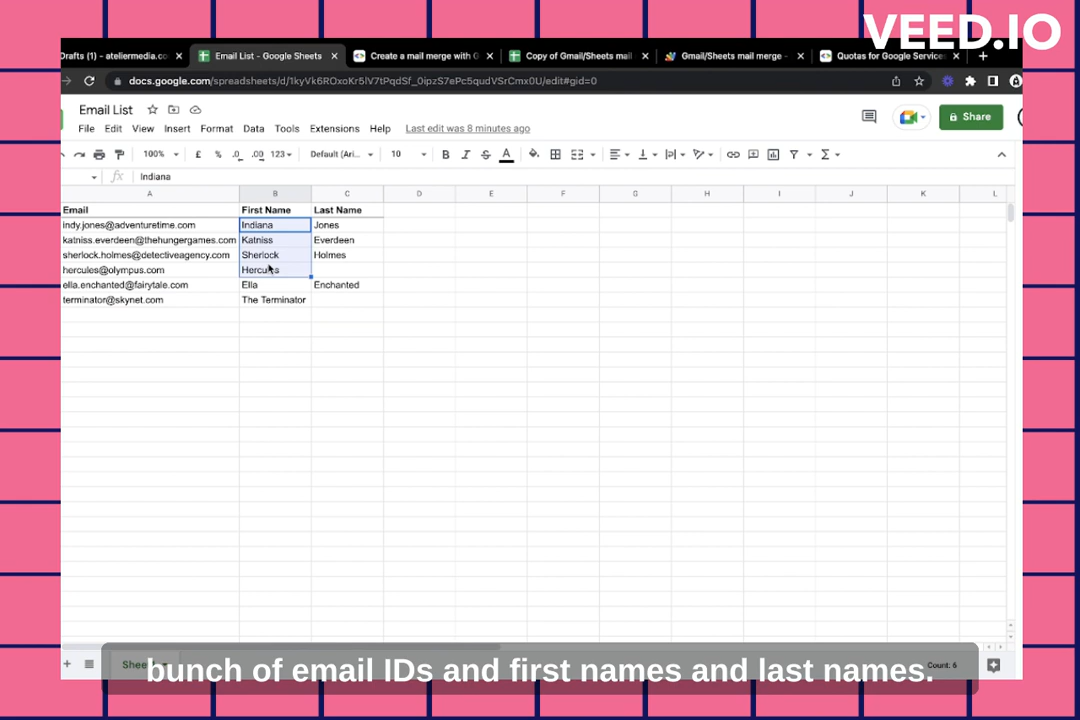 VEED.IO
Drafts (1) - ateliermedia.cc
Email List - Google Sheets
Create a mail merge with G
Copy of Gmail/Sheets mail
Gmail/Sheets mail merge -
Quotas for Google Services
docs.google.com/spreadsheets/d/1kyVk6ROxoKr5lV7tPqdSf_0ipzS7ePc5qudVSrCmx0U/edit#gid=0
Email List
File Edit View Insert Format Data Tools Extensions Help Last edit was 8 minutes ago
Share
100% £ % .0 .00 123 Default (Ari... 10 B I S A Σ
fx Indiana
A B C D E F G H I J K L
Email First Name Last Name
indy.jones@adventuretime.com Indiana Jones
katniss.everdeen@thehungergames.com Katniss Everdeen
sherlock.holmes@detectiveagency.com Sherlock Holmes
hercules@olympus.com Hercules
ella.enchanted@fairytale.com Ella Enchanted
terminator@skynet.com The Terminator
Count: 6
bunch of email IDs and first names and last names.